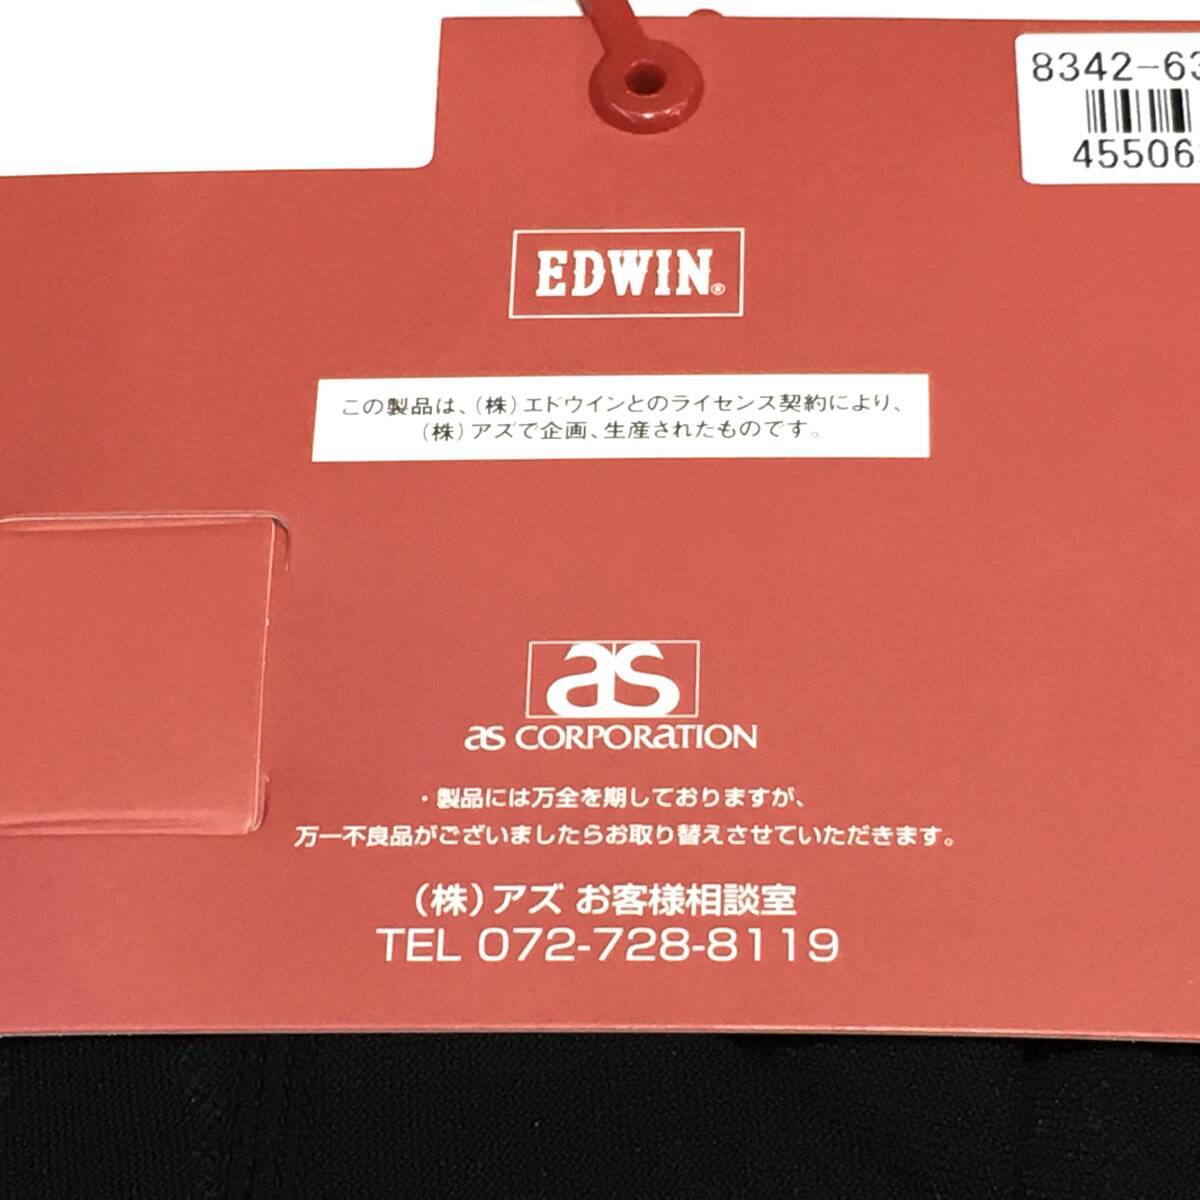 8342-63
45506
EDWIN®
この製品は、（株）エドウインとのライセンス契約により、
（株）アズで企画、生産されたものです。
as
as CORPORATION
・製品には万全を期しておりますが、
万一不良品がございましたらお取り替えさせていただきます。
（株）アズ お客様相談室
TEL 072-728-8119